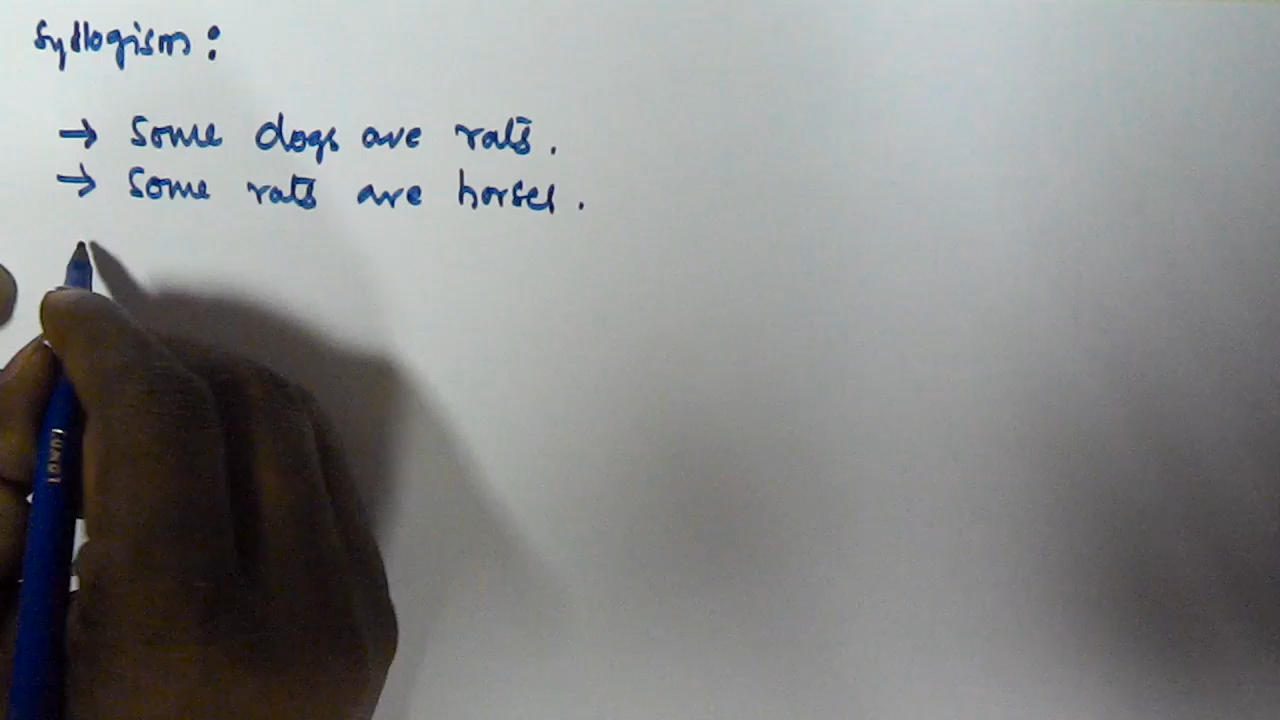 Syllogism:
→ Some dogs are rats.
→ Some rats are horses.